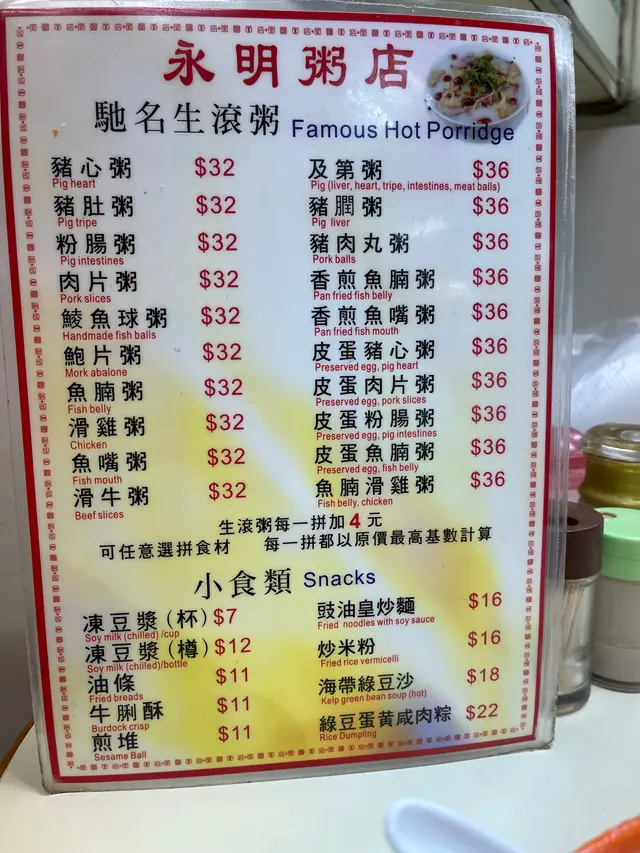 永明粥店
馳名生滾粥 Famous Hot Porridge
豬心粥 $32
Pig heart
豬肚粥 $32
Pig tripe
粉腸粥 $32
Pig intestines
肉片粥 $32
Pork slices
鯪魚球粥 $32
Handmade fish balls
鮑片粥 $32
Mork abalone
魚腩粥 $32
Fish belly
滑雞粥 $32
Chicken
魚嘴粥 $32
Fish mouth
滑牛粥 $32
Beef slices
及第粥 $36
Pig (liver, heart, tripe, intestines, meat balls)
豬膶粥 $36
Pig liver
豬肉丸粥 $36
Pork balls
香煎魚腩粥 $36
Pan fried fish belly
香煎魚嘴粥 $36
Pan fried fish mouth
皮蛋豬心粥 $36
Preserved egg, pig heart
皮蛋肉片粥 $36
Preserved egg, pork slices
皮蛋粉腸粥 $36
Preserved egg, pig intestines
皮蛋魚腩粥 $36
Preserved egg, fish belly
魚腩滑雞粥 $36
Fish belly, chicken
生滾粥每一拼加4元
可任意選拼食材 每一拼都以原價最高基數計算
小食類 Snacks
凍豆漿(杯) $7
Soy milk (chilled) /cup
凍豆漿(樽) $12
Soy milk (chilled)/bottle
油條 $11
Fried breads
牛脷酥 $11
Burdock crisp
煎堆 $11
Sesame Ball
豉油皇炒麵 $16
Fried noodles with soy sauce
炒米粉 $16
Fried rice vermicelli
海帶綠豆沙 $18
Kelp green bean soup (hot)
綠豆蛋黃咸肉粽 $22
Rice Dumpling